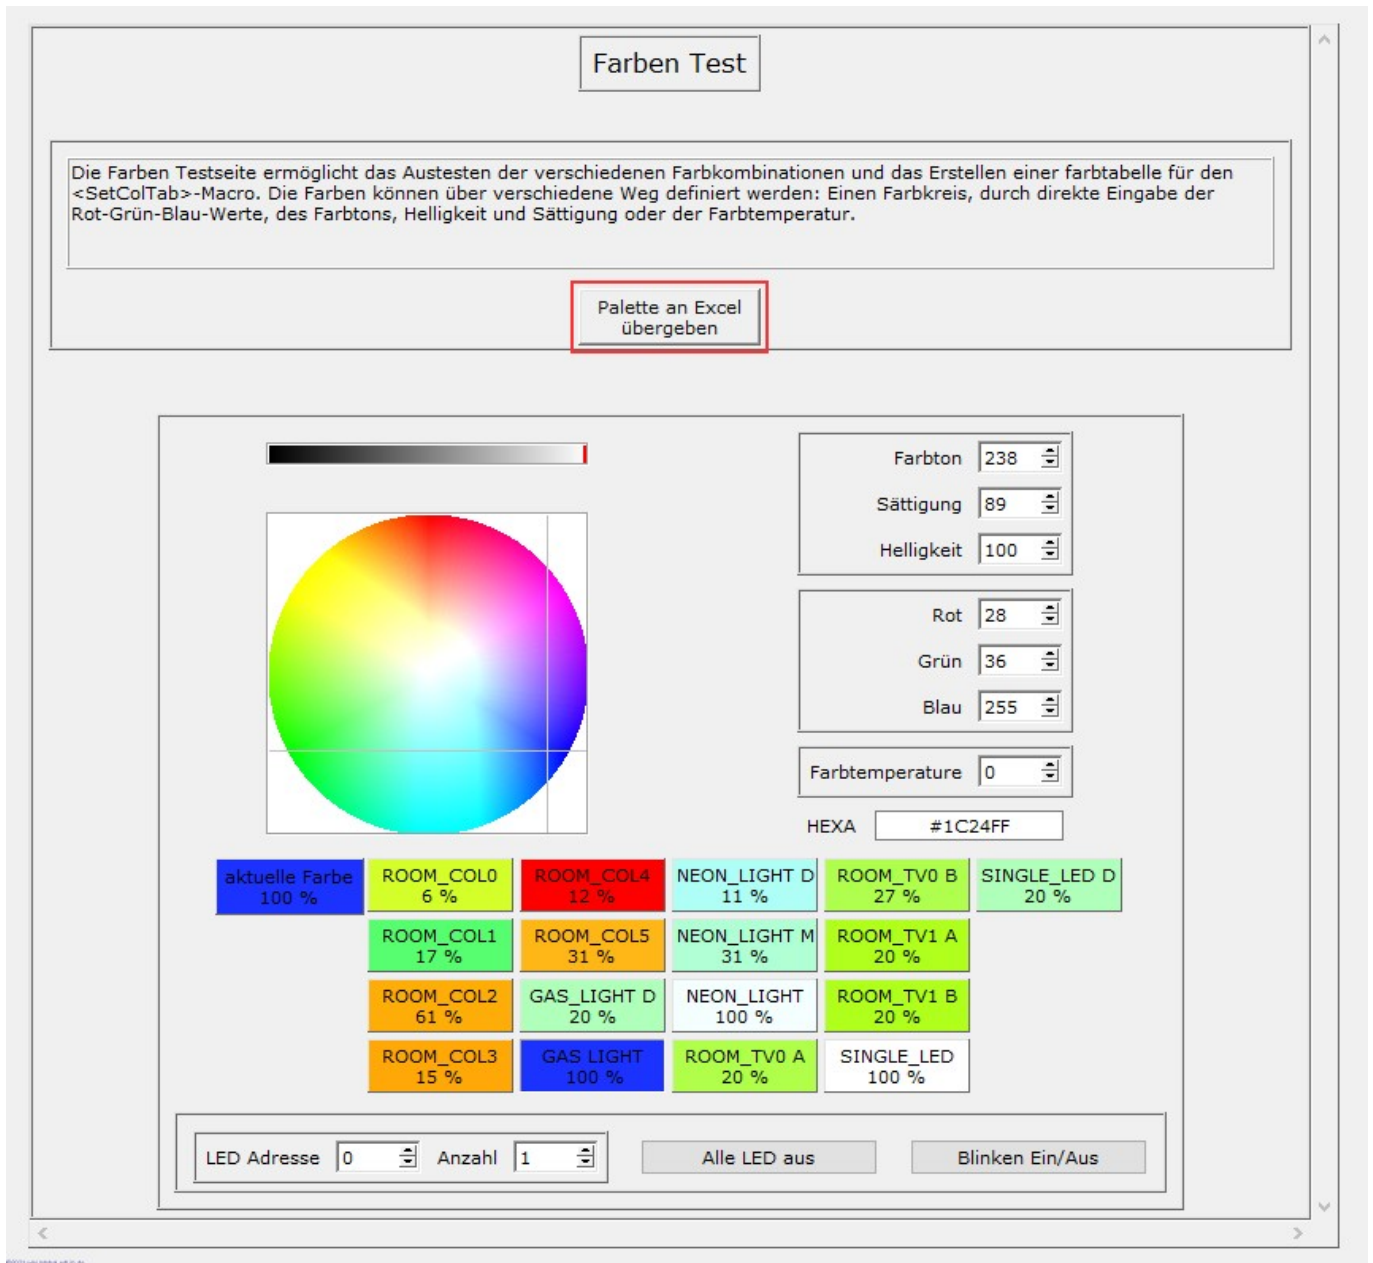 Farben Test
Die Farben Testseite ermöglicht das Austesten der verschiedenen Farbkombinationen und das Erstellen einer farbtabelle für den
<SetColTab>-Macro. Die Farben können über verschiedene Weg definiert werden: Einen Farbkreis, durch direkte Eingabe der
Rot-Grün-Blau-Werte, des Farbtons, Helligkeit und Sättigung oder der Farbtemperatur.
Palette an Excel
übergeben
Farbton 238
Sättigung 89
Helligkeit 100
Rot 28
Grün 36
Blau 255
Farbtemperature 0
HEXA #1C24FF
aktuelle Farbe ROOM_COL0 ROOM_COL4 NEON_LIGHT D ROOM_TV0 B SINGLE_LED D
100 % 6 % 12 % 11 % 27 % 20 %
ROOM_COL1 ROOM_COL5 NEON_LIGHT M ROOM_TV1 A
17 % 31 % 31 % 20 %
ROOM_COL2 GAS_LIGHT D NEON_LIGHT ROOM_TV1 B
61 % 20 % 100 % 20 %
ROOM_COL3 GAS LIGHT ROOM_TV0 A SINGLE_LED
15 % 100 % 20 % 100 %
LED Adresse 0 Anzahl 1 Alle LED aus Blinken Ein/Aus